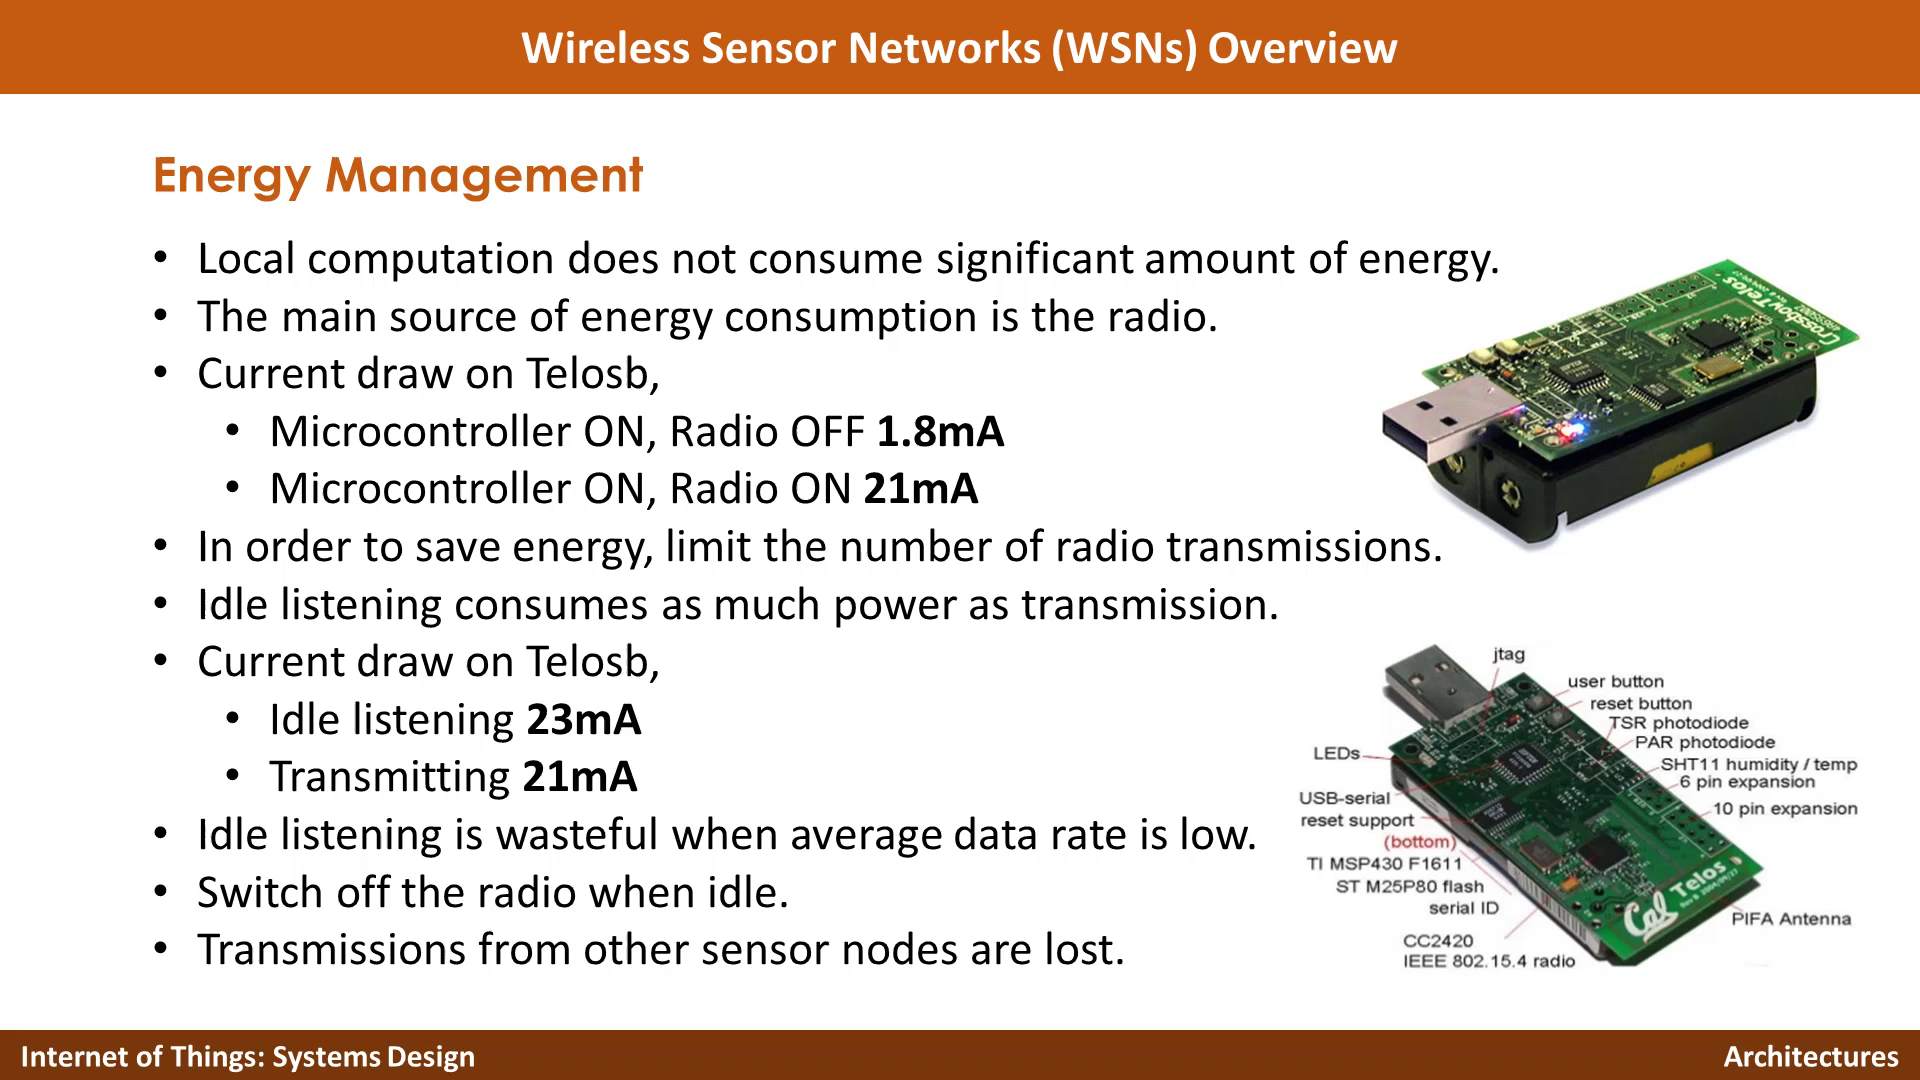 Wireless Sensor Networks (WSNs) Overview
Energy Management
• Local computation does not consume significant amount of energy.
• The main source of energy consumption is the radio.
• Current draw on Telosb,
• Microcontroller ON, Radio OFF 1.8mA
• Microcontroller ON, Radio ON 21mA
• In order to save energy, limit the number of radio transmissions.
• Idle listening consumes as much power as transmission.
• Current draw on Telosb,
• Idle listening 23mA
• Transmitting 21mA
• Idle listening is wasteful when average data rate is low.
• Switch off the radio when idle.
• Transmissions from other sensor nodes are lost.
CrossbowTelos
jtag
user button
reset button
TSR photodiode
PAR photodiode
SHT11 humidity / temp
6 pin expansion
10 pin expansion
LEDs
USB-serial
reset support
(bottom)
TI MSP430 F1611
ST M25P80 flash
serial ID
CC2420
IEEE 802.15.4 radio
PIFA Antenna
Cal
Telos
Internet of Things: Systems Design
Architectures